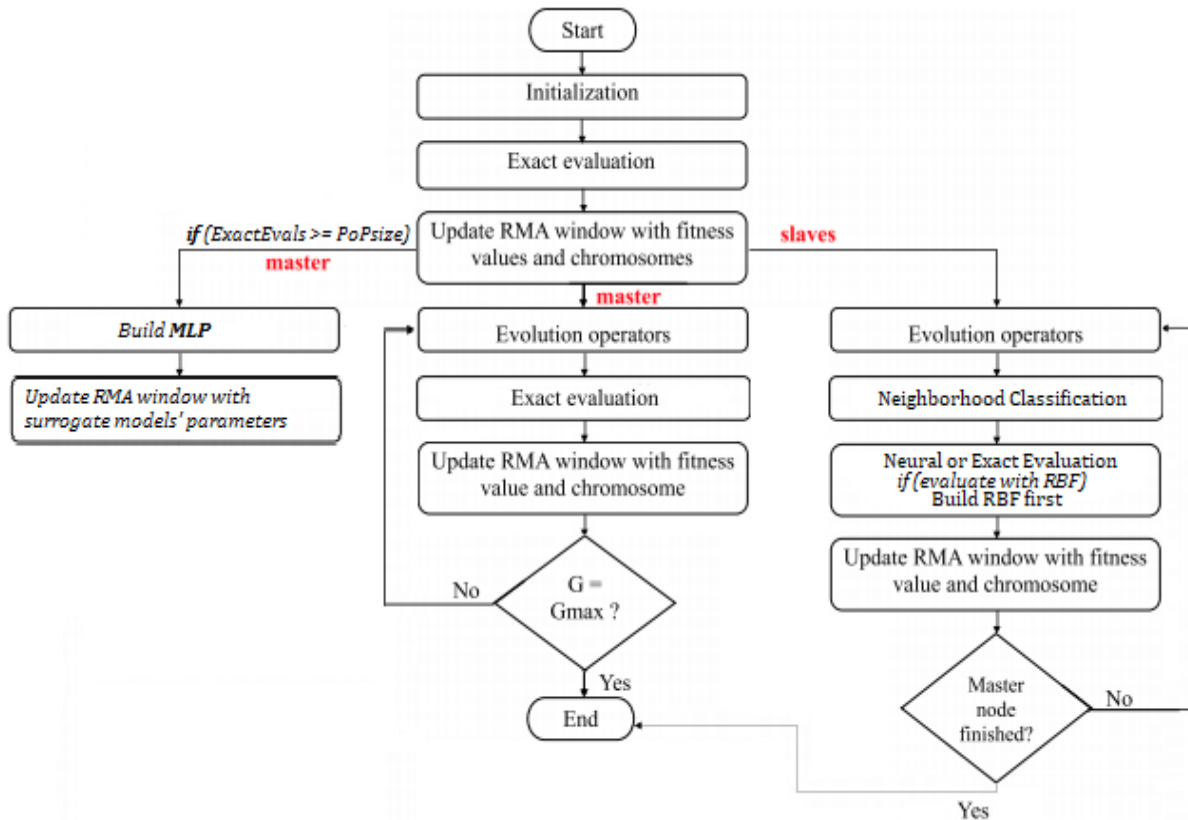 Start
Initialization
Exact evaluation
Update RMA window with fitness
values and chromosomes
if (ExactEvals >= PoPsize)
master
slaves
master
Build MLP
Update RMA window with
surrogate models' parameters
Evolution operators
Exact evaluation
Update RMA window with fitness
value and chromosome
G =
Gmax ?
No
Yes
End
Evolution operators
Neighborhood Classification
Neural or Exact Evaluation
if (evaluate with RBF)
Build RBF first
Update RMA window with fitness
value and chromosome
Master
node
finished?
No
Yes